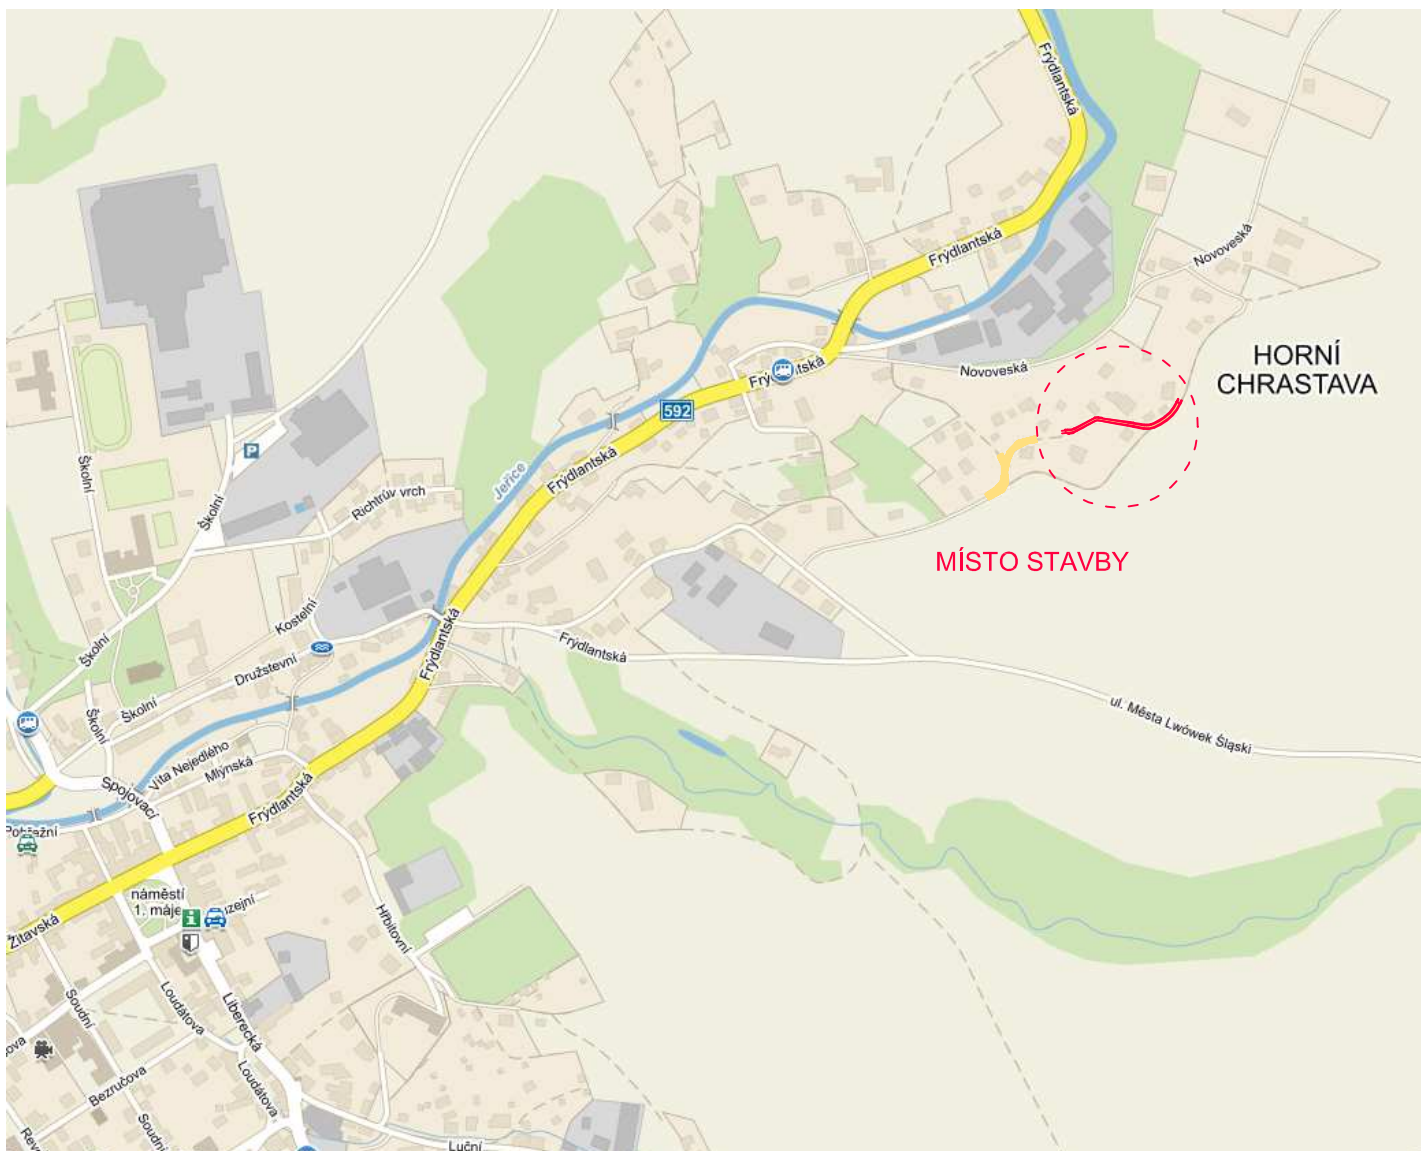 Frýdlantská
Frýdlantská
Novoveská
HORNÍ
CHRASTAVA
Novoveská
592
Frýdlantská
Jeřice
Školní
Richtrův vrch
Školní
MÍSTO STAVBY
Kostelní
Frýdlantská
Frýdlantská
Školní
Družstevní
Školní
Školní
ul. Města Lwówek Śląski
Víta Nejedlého
Mlýnská
Spojovací
Frýdlantská
náměstí
1. máje
Žitavská
Hřbitovní
Loudátova
Soudní
Liberecká
Bezručova
Loudátova
Soudní
Luční